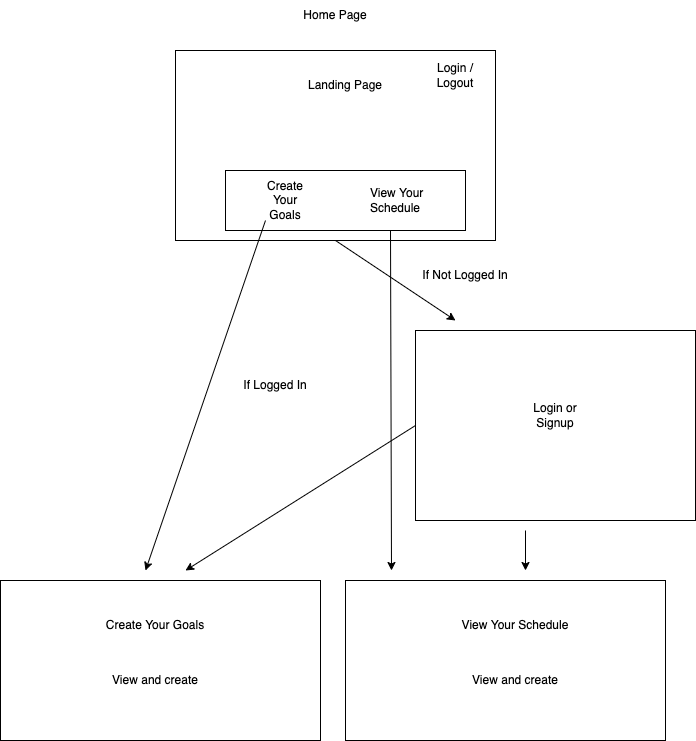 Home Page
Login /
Logout
Landing Page
Create
Your
Goals
View Your
Schedule
If Not Logged In
If Logged In
Login or
Signup
Create Your Goals
View and create
View Your Schedule
View and create